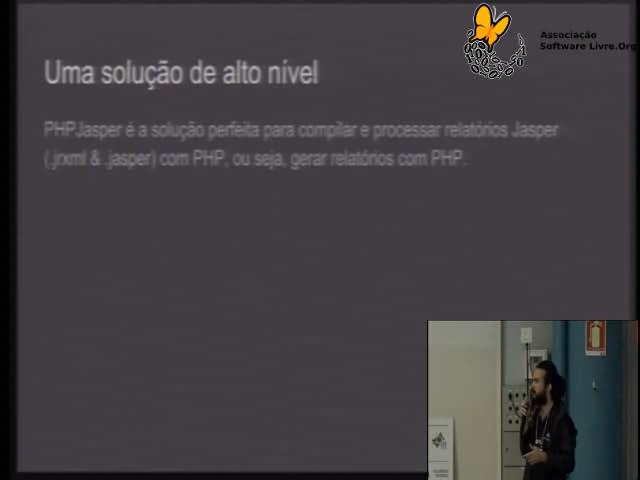 Associação
Software Livre.Org
Uma solução de alto nível
PHPJasper é a solução perfeita para compilar e processar relatórios Jasper
(.jrxml & .jasper) com PHP, ou seja, gerar relatórios com PHP.